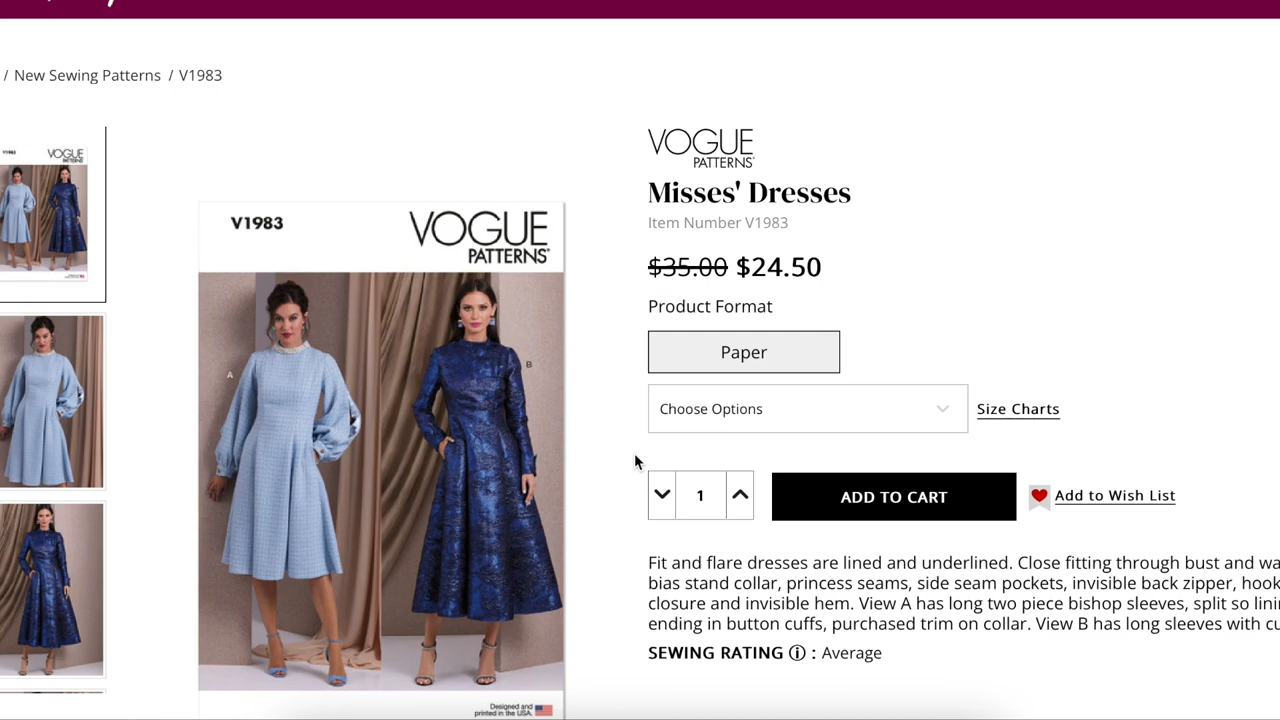 / New Sewing Patterns / V1983
V1983
VOGUE
PATTERNS
V1983
VOGUE
PATTERNS
A
B
Designed and
printed in the USA.
VOGUE
PATTERNS
Misses' Dresses
Item Number V1983
$35.00 $24.50
Product Format
Paper
Choose Options
Size Charts
1
ADD TO CART
Add to Wish List
Fit and flare dresses are lined and underlined. Close fitting through bust and wa
bias stand collar, princess seams, side seam pockets, invisible back zipper, hook
closure and invisible hem. View A has long two piece bishop sleeves, split so lini
ending in button cuffs, purchased trim on collar. View B has long sleeves with cu
SEWING RATING ⓘ : Average